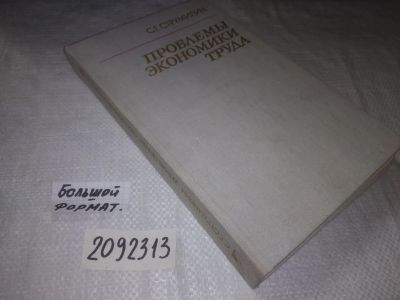 С.Г. СТРУМИЛИН
ПРОБЛЕМЫ
ЭКОНОМИКИ
ТРУДА
Большой
формат.
2092313